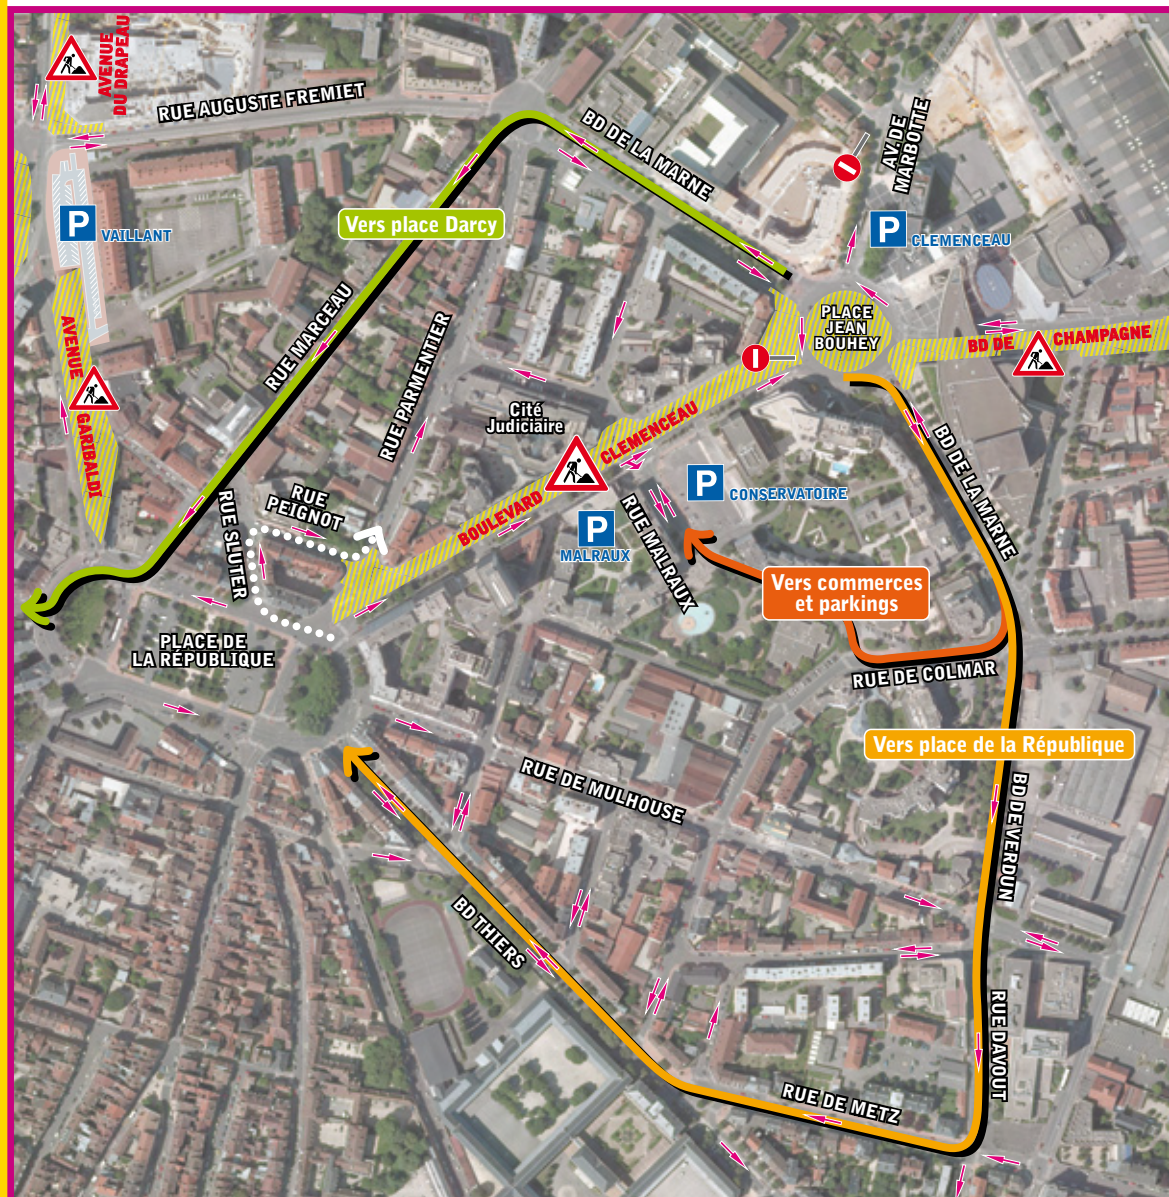 AVENUE
DU DRAPEAU
RUE AUGUSTE FREMIET
BD DE LA MARNE
AV. DE
MARBOTTE
P VAILLANT
Vers place Darcy
P CLEMENCEAU
PLACE
JEAN
BOUHEY
BD DE CHAMPAGNE
RUE MARCEAU
RUE PARMENTIER
AVENUE GARIBALDI
Cité
Judiciaire
BOULEVARD CLEMENCEAU
BD DE LA MARNE
P CONSERVATOIRE
RUE
PEIGNOT
RUE SLUTER
P
MALRAUX
RUE MALRAUX
Vers commerces
et parkings
PLACE DE
LA RÉPUBLIQUE
RUE DE COLMAR
Vers place de la République
RUE DE MULHOUSE
BD DE VERDUN
BD THIERS
RUE DAVOUT
RUE DE METZ